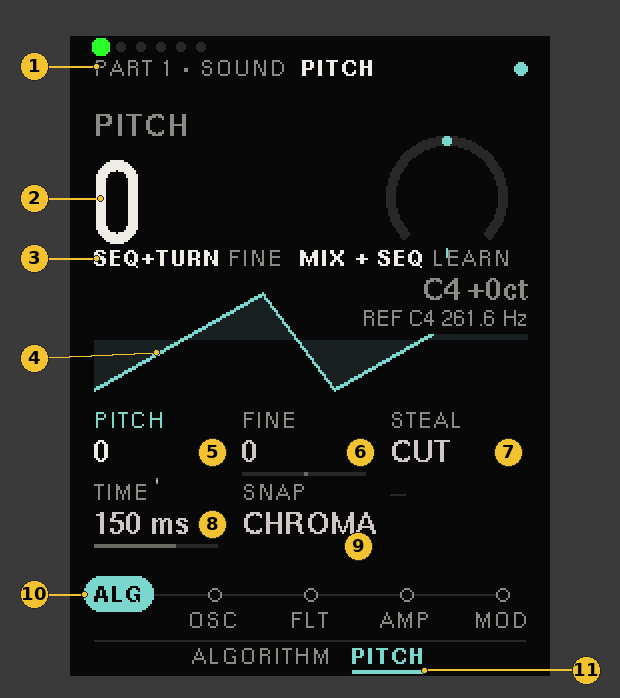 1 PART 1 · SOUND PITCH
PITCH
2 0
3 SEQ+TURN FINE MIX + SEQ LEARN
C4 +0ct
REF C4 261.6 Hz
4
PITCH FINE STEAL
0 5 0 6 CUT 7
TIME SNAP —
150 ms 8 CHROMA
9
10 ALG
OSC FLT AMP MOD
ALGORITHM PITCH
11